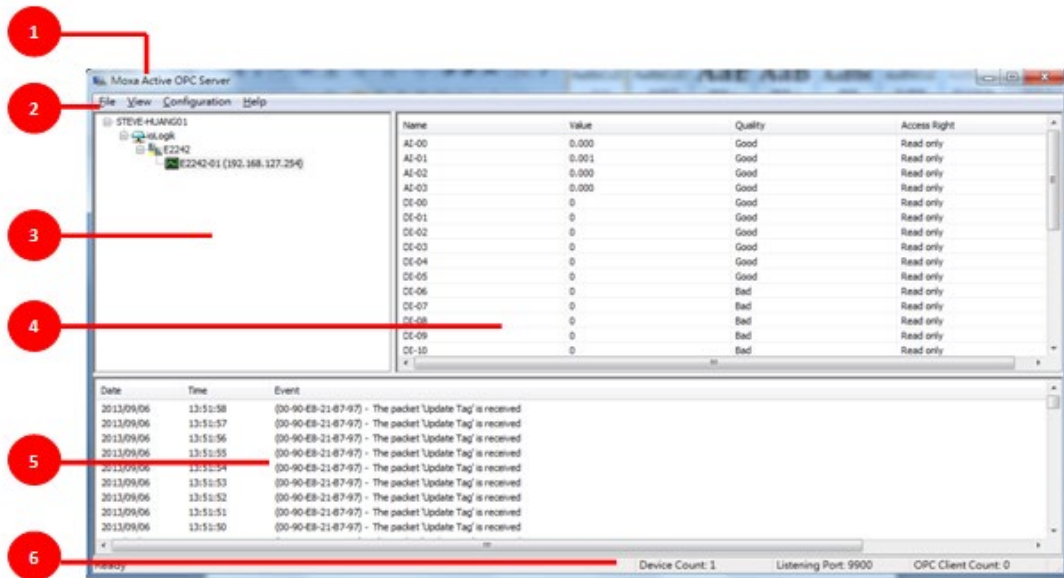 1
Moxa Active OPC Server
2
File View Configuration Help
STEVE-HUANG01
ioLogik
E2242
E2242-01 (192.168.127.254)
3
Name Value Quality Access Right
AI-00 0.000 Good Read only
AI-01 0.001 Good Read only
AI-02 0.000 Good Read only
AI-03 0.000 Good Read only
DI-00 0 Good Read only
DI-01 0 Good Read only
DI-02 0 Good Read only
DI-03 0 Good Read only
DI-04 0 Good Read only
DI-05 0 Good Read only
DI-06 0 Bad Read only
DI-07 0 Bad Read only
4
DI-08 0 Bad Read only
DI-09 0 Bad Read only
DI-10 0 Bad Read only
Date Time Event
2013/09/06 13:51:58 (00-90-E8-21-87-97) - The packet 'Update Tag' is received
2013/09/06 13:51:57 (00-90-E8-21-87-97) - The packet 'Update Tag' is received
2013/09/06 13:51:56 (00-90-E8-21-87-97) - The packet 'Update Tag' is received
2013/09/06 13:51:55 (00-90-E8-21-87-97) - The packet 'Update Tag' is received
5
2013/09/06 13:51:54 (00-90-E8-21-87-97) - The packet 'Update Tag' is received
2013/09/06 13:51:53 (00-90-E8-21-87-97) - The packet 'Update Tag' is received
2013/09/06 13:51:52 (00-90-E8-21-87-97) - The packet 'Update Tag' is received
2013/09/06 13:51:51 (00-90-E8-21-87-97) - The packet 'Update Tag' is received
2013/09/06 13:51:50 (00-90-E8-21-87-97) - The packet 'Update Tag' is received
6
Ready Device Count: 1 Listening Port: 9900 OPC Client Count: 0